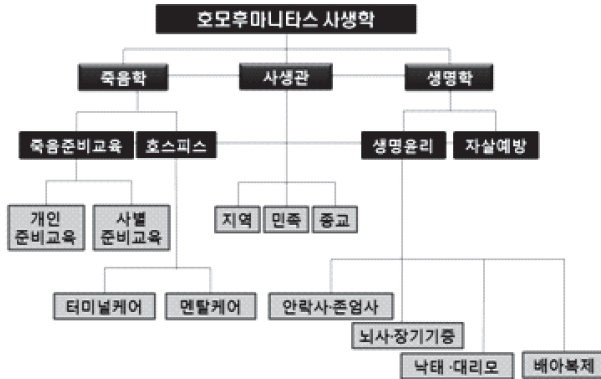 호모후마니타스 사생학
죽음학
사생관
생명학
죽음준비교육
호스피스
생명윤리
자살예방
개인
준비교육
사별
준비교육
지역
민족
종교
터미널케어
멘탈케어
안락사·존엄사
뇌사·장기기증
낙태·대리모
배아복제